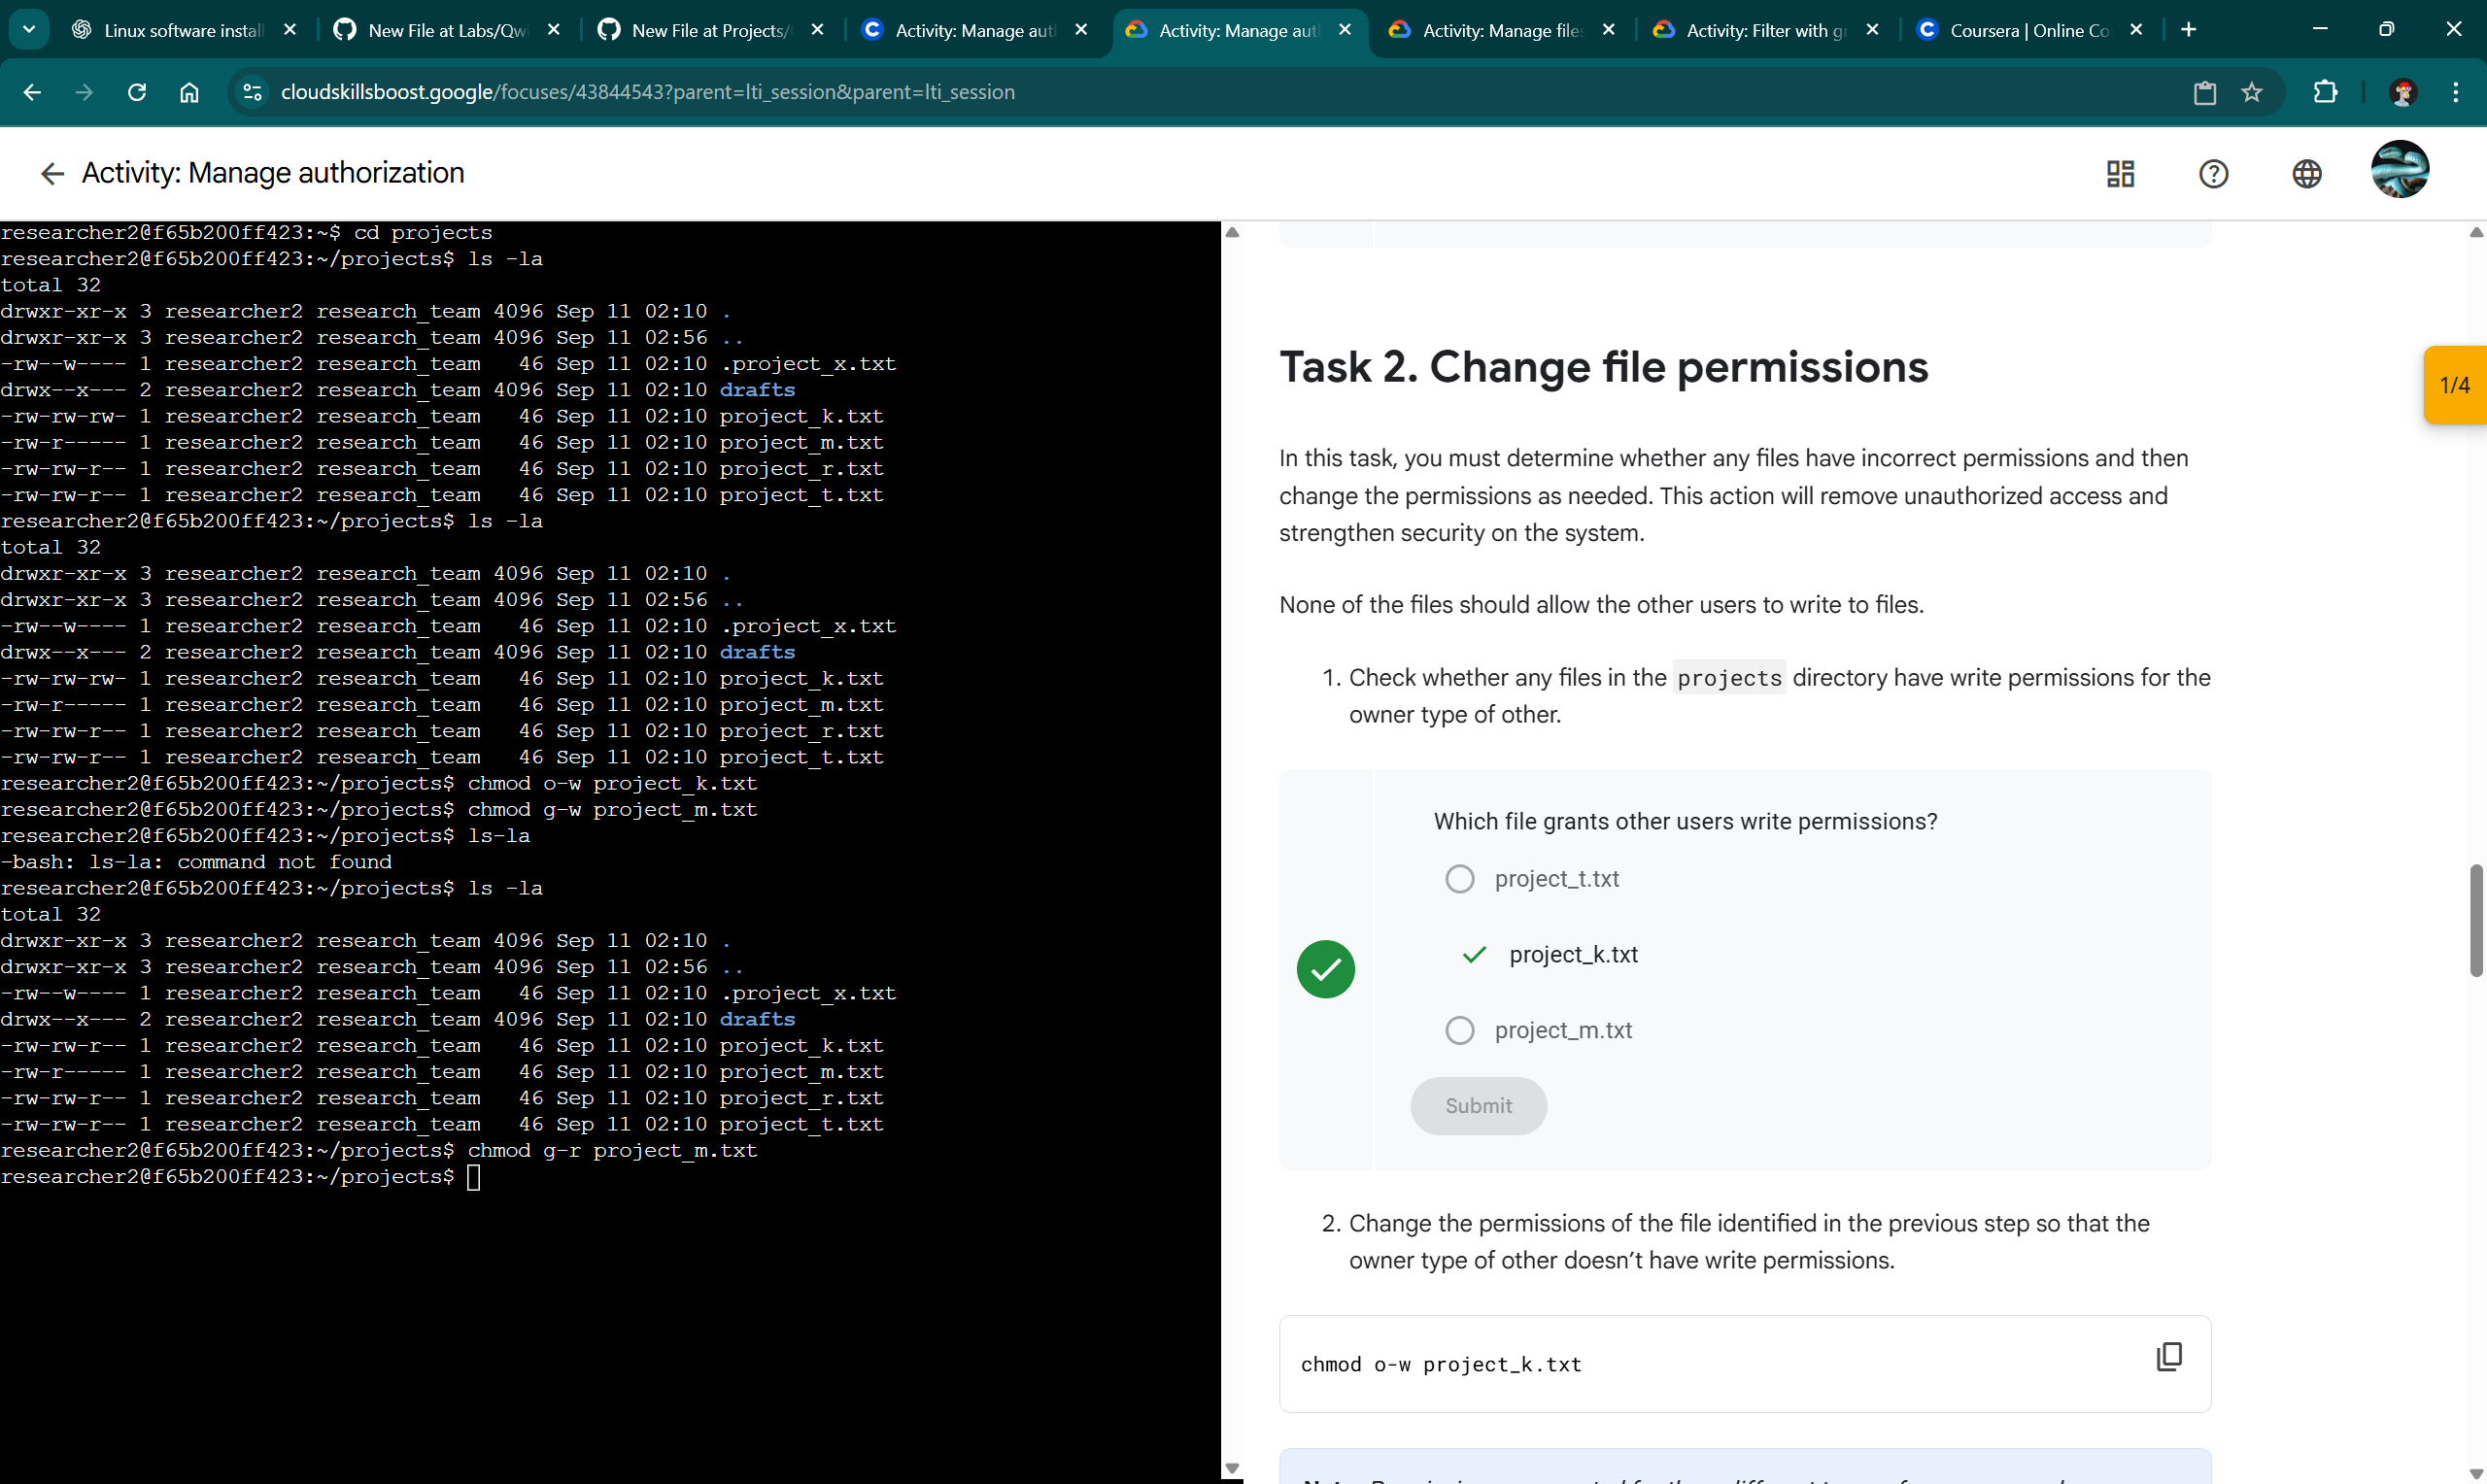 Linux software instal
New File at Labs/Qw
New File at Projects/
Activity: Manage aut
Activity: Manage aut
Activity: Manage files
Activity: Filter with g
Coursera | Online Co
cloudskillsboost.google/focuses/43844543?parent=lti_session&parent=lti_session
Activity: Manage authorization
researcher2@f65b200ff423:~$ cd projects
researcher2@f65b200ff423:~/projects$ ls -la
total 32
drwxr-xr-x 3 researcher2 research_team 4096 Sep 11 02:10 .
drwxr-xr-x 3 researcher2 research_team 4096 Sep 11 02:56 ..
-rw--w---- 1 researcher2 research_team   46 Sep 11 02:10 .project_x.txt
drwx--x--- 2 researcher2 research_team 4096 Sep 11 02:10 drafts
-rw-rw-rw- 1 researcher2 research_team   46 Sep 11 02:10 project_k.txt
-rw-r----- 1 researcher2 research_team   46 Sep 11 02:10 project_m.txt
-rw-rw-r-- 1 researcher2 research_team   46 Sep 11 02:10 project_r.txt
-rw-rw-r-- 1 researcher2 research_team   46 Sep 11 02:10 project_t.txt
researcher2@f65b200ff423:~/projects$ ls -la
total 32
drwxr-xr-x 3 researcher2 research_team 4096 Sep 11 02:10 .
drwxr-xr-x 3 researcher2 research_team 4096 Sep 11 02:56 ..
-rw--w---- 1 researcher2 research_team   46 Sep 11 02:10 .project_x.txt
drwx--x--- 2 researcher2 research_team 4096 Sep 11 02:10 drafts
-rw-rw-rw- 1 researcher2 research_team   46 Sep 11 02:10 project_k.txt
-rw-r----- 1 researcher2 research_team   46 Sep 11 02:10 project_m.txt
-rw-rw-r-- 1 researcher2 research_team   46 Sep 11 02:10 project_r.txt
-rw-rw-r-- 1 researcher2 research_team   46 Sep 11 02:10 project_t.txt
researcher2@f65b200ff423:~/projects$ chmod o-w project_k.txt
researcher2@f65b200ff423:~/projects$ chmod g-w project_m.txt
researcher2@f65b200ff423:~/projects$ ls-la
-bash: ls-la: command not found
researcher2@f65b200ff423:~/projects$ ls -la
total 32
drwxr-xr-x 3 researcher2 research_team 4096 Sep 11 02:10 .
drwxr-xr-x 3 researcher2 research_team 4096 Sep 11 02:56 ..
-rw--w---- 1 researcher2 research_team   46 Sep 11 02:10 .project_x.txt
drwx--x--- 2 researcher2 research_team 4096 Sep 11 02:10 drafts
-rw-rw-r-- 1 researcher2 research_team   46 Sep 11 02:10 project_k.txt
-rw-r----- 1 researcher2 research_team   46 Sep 11 02:10 project_m.txt
-rw-rw-r-- 1 researcher2 research_team   46 Sep 11 02:10 project_r.txt
-rw-rw-r-- 1 researcher2 research_team   46 Sep 11 02:10 project_t.txt
researcher2@f65b200ff423:~/projects$ chmod g-r project_m.txt
researcher2@f65b200ff423:~/projects$
Task 2. Change file permissions
1/4
In this task, you must determine whether any files have incorrect permissions and then
change the permissions as needed. This action will remove unauthorized access and
strengthen security on the system.
None of the files should allow the other users to write to files.
1. Check whether any files in the projects directory have write permissions for the
owner type of other.
Which file grants other users write permissions?
project_t.txt
project_k.txt
project_m.txt
Submit
2. Change the permissions of the file identified in the previous step so that the
owner type of other doesn’t have write permissions.
chmod o-w project_k.txt